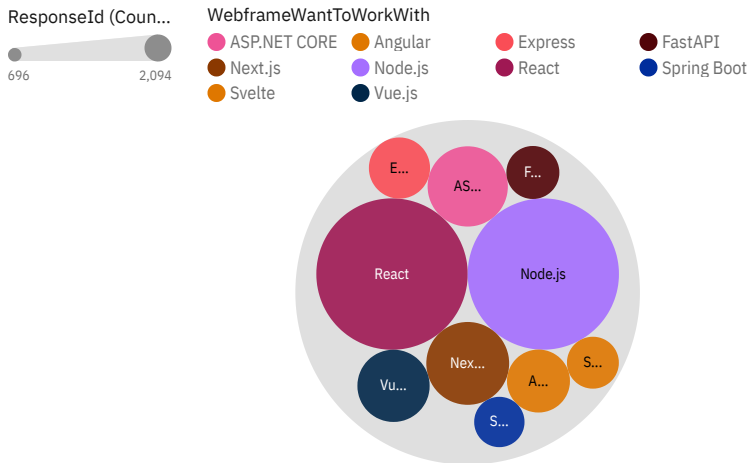 ResponseId (Coun...
696
2,094
WebframeWantToWorkWith
ASP.NET CORE
Angular
Express
FastAPI
Next.js
Node.js
React
Spring Boot
Svelte
Vue.js
E...
AS...
F...
React
Node.js
Nex...
S...
Vu...
A...
S...